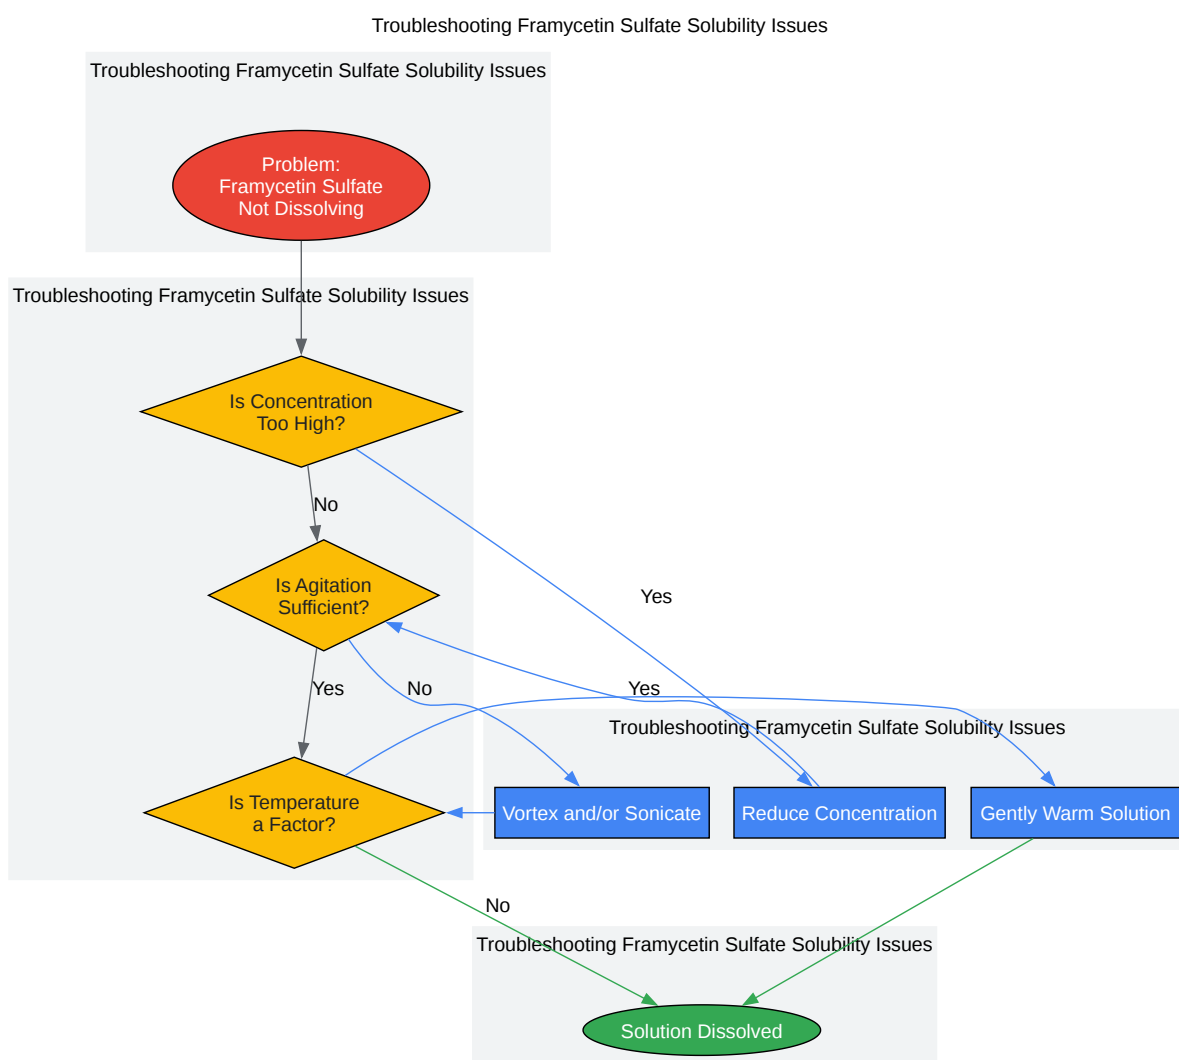 Troubleshooting Framycetin Sulfate Solubility Issues
Troubleshooting Framycetin Sulfate Solubility Issues
Problem:
Framycetin Sulfate
Not Dissolving
Troubleshooting Framycetin Sulfate Solubility Issues
Is Concentration
Too High?
No
Is Agitation
Sufficient?
Yes
Yes
No
Yes
Troubleshooting Framycetin Sulfate Solubility Issues
Is Temperature
a Factor?
Vortex and/or Sonicate
Reduce Concentration
Gently Warm Solution
No
Troubleshooting Framycetin Sulfate Solubility Issues
Solution Dissolved